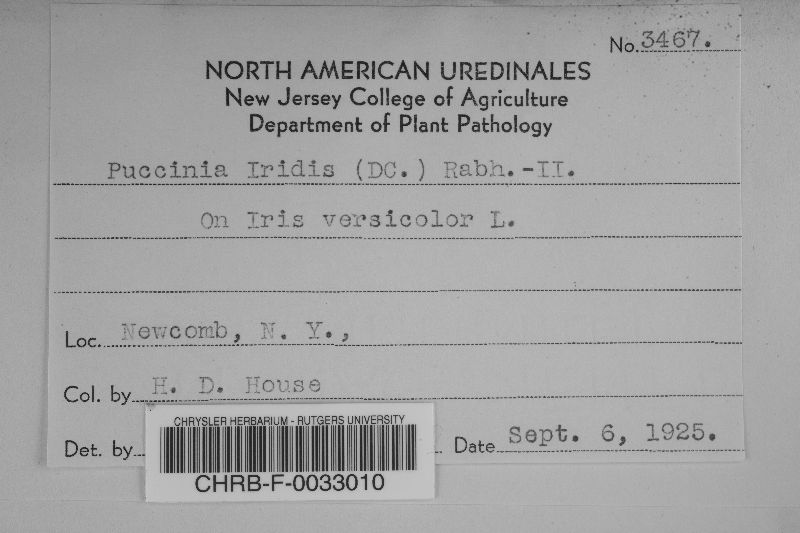 No. 3467.
NORTH AMERICAN UREDINALES
New Jersey College of Agriculture
Department of Plant Pathology
Puccinia Iridis (DC.) Rabh.-II.
On Iris versicolor L.
Loc. Newcomb, N. Y.,
Col. by H. D. House
Det. by
Date Sept. 6, 1925.
CHRYSLER HERBARIUM - RUTGERS UNIVERSITY
CHRB-F-0033010